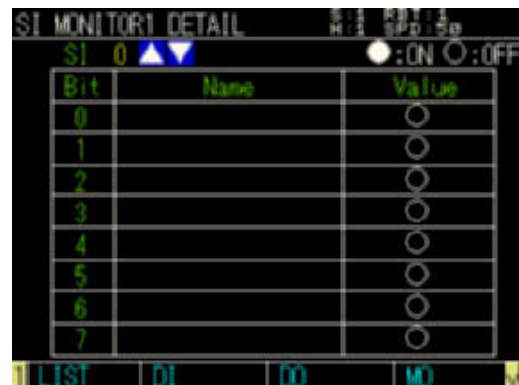 SI MONITOR1 DETAIL
SI 0 :ON :OFF
Bit Name Value
0
1
2
3
4
5
6
7
1 LIST DI DO MO